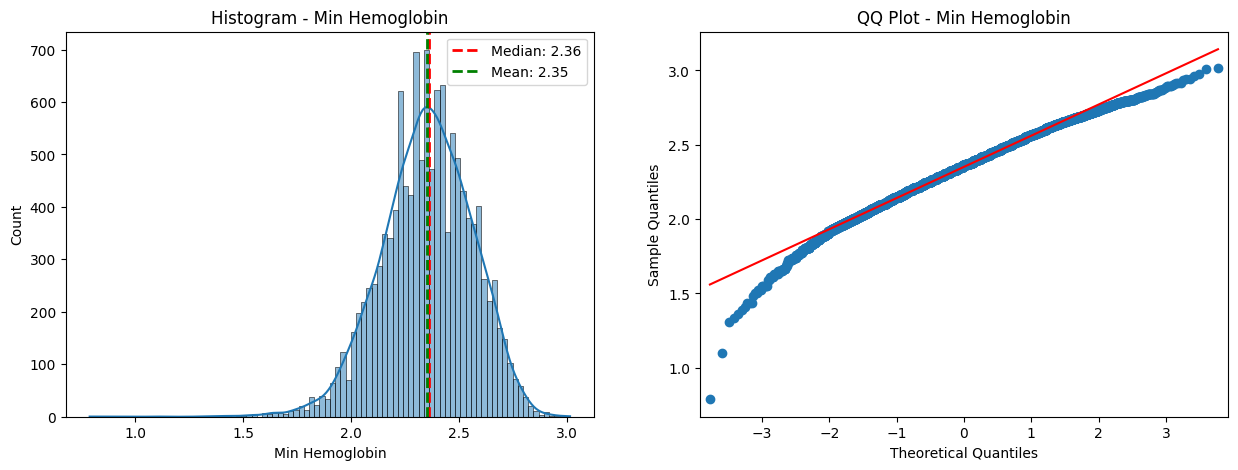 Histogram - Min Hemoglobin
700
600
500
400
300
200
100
0
Count
1.0 1.5 2.0 2.5 3.0
Min Hemoglobin
Median: 2.36
Mean: 2.35
QQ Plot - Min Hemoglobin
3.0
2.5
2.0
1.5
1.0
Sample Quantiles
−3 −2 −1 0 1 2 3
Theoretical Quantiles